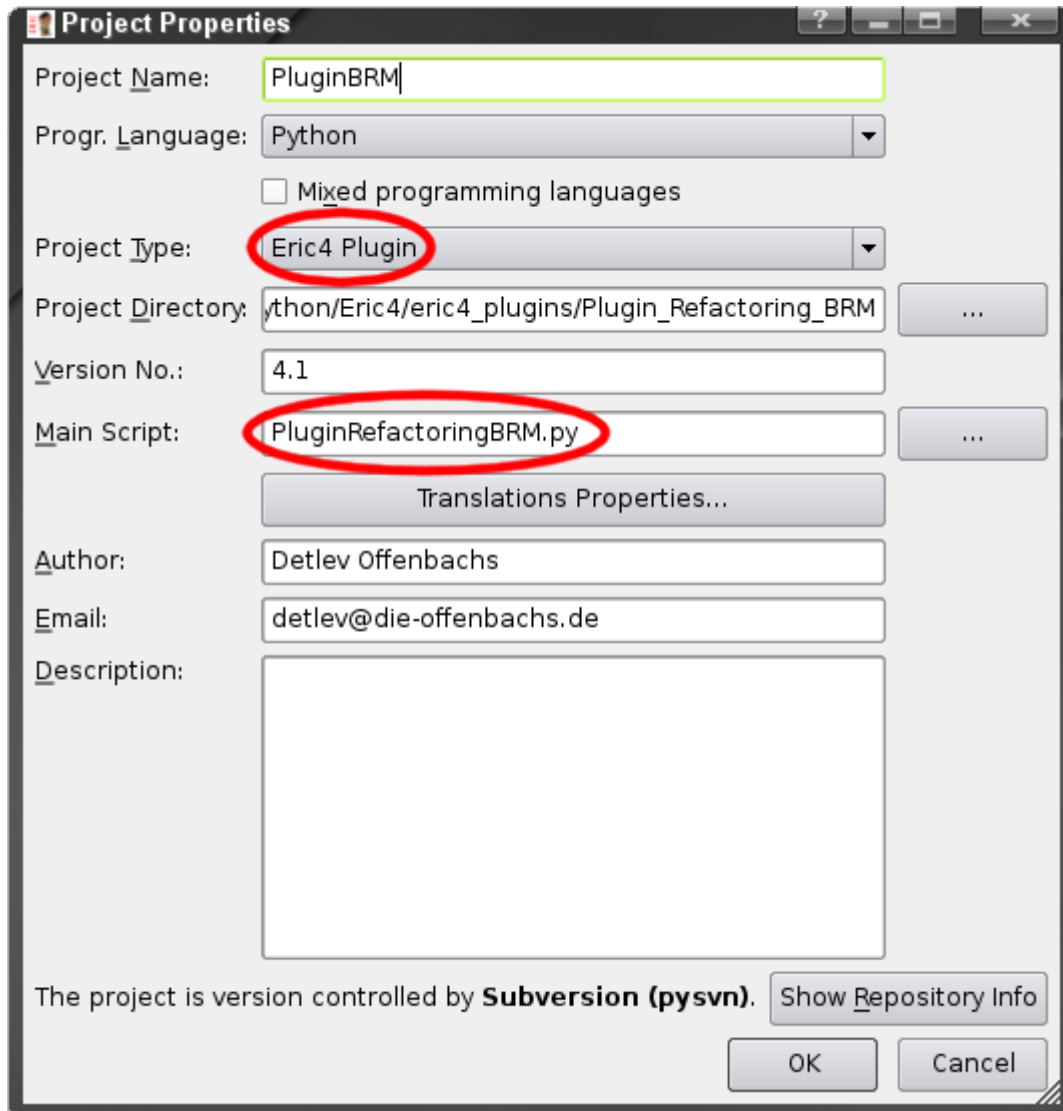 Project Properties
Project Name: PluginBRM
Progr. Language: Python
Mixed programming languages
Project Type: Eric4 Plugin
Project Directory: ython/Eric4/eric4_plugins/Plugin_Refactoring_BRM ...
Version No.: 4.1
Main Script: PluginRefactoringBRM.py ...
Translations Properties...
Author: Detlev Offenbachs
Email: detlev@die-offenbachs.de
Description:
The project is version controlled by Subversion (pysvn). Show Repository Info
OK Cancel